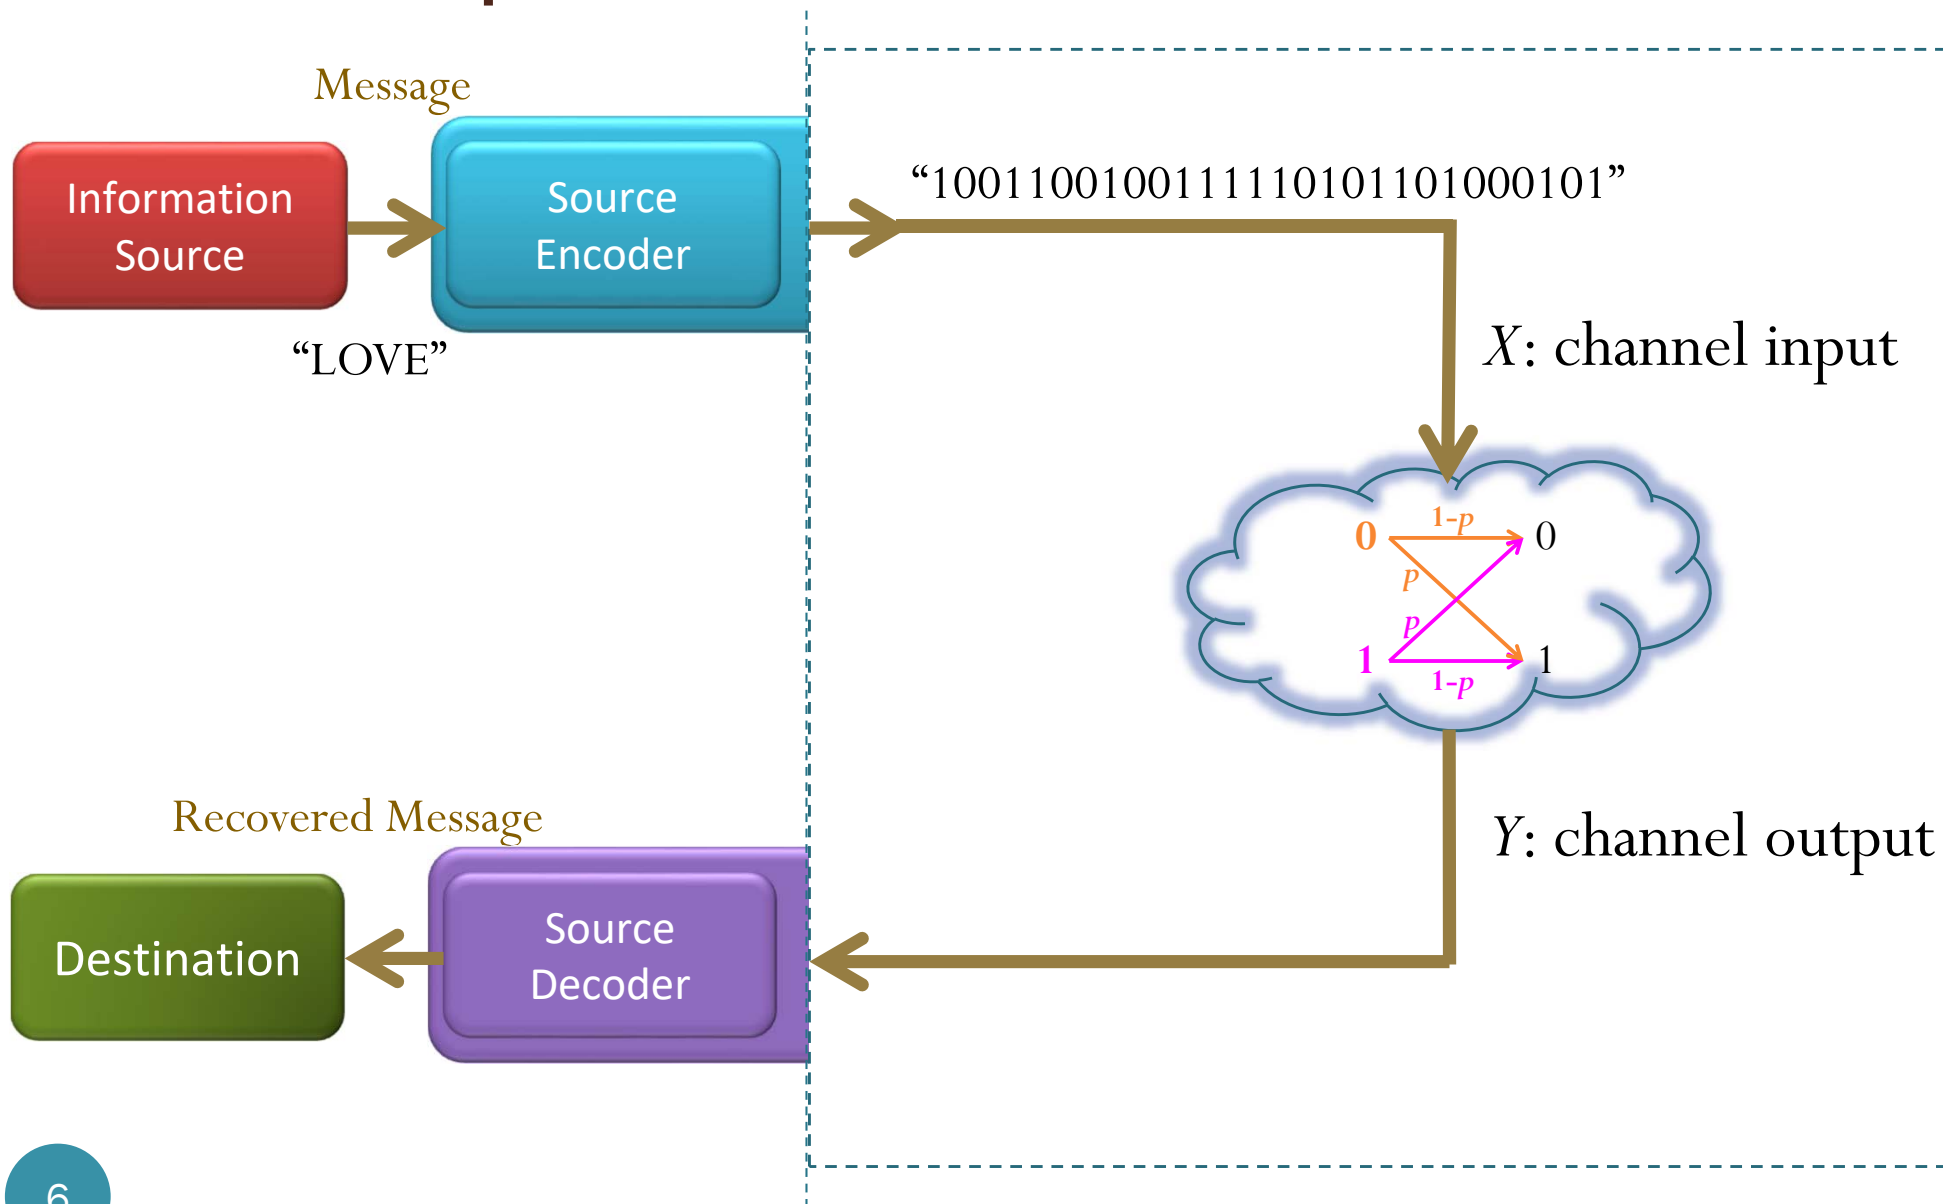 Message
Information
Source
Source
Encoder
“1001100100111110101101000101”
“LOVE”
X: channel input
1-p
0 0
p
p
1 1
1-p
Recovered Message
Y: channel output
Destination
Source
Decoder
6